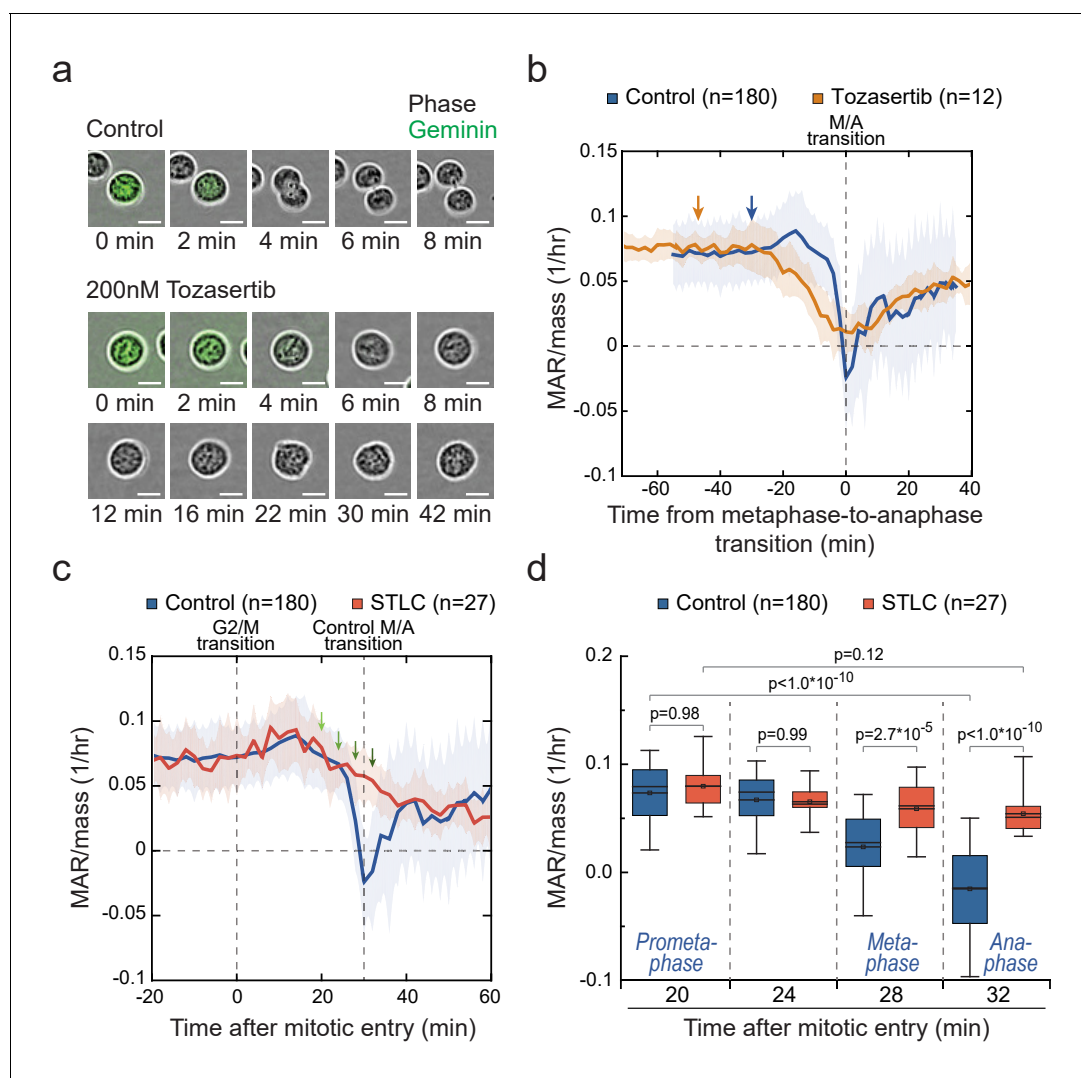 a
Control
Phase
Geminin
0 min 2 min 4 min 6 min 8 min
200nM Tozasertib
0 min 2 min 4 min 6 min 8 min
12 min 16 min 22 min 30 min 42 min
b
Control (n=180) Tozasertib (n=12)
M/A
transition
0.15
0.1
0.05
0
-0.05
-0.1
MAR/mass (1/hr)
-60 -40 -20 0 20 40
Time from metaphase-to-anaphase
transition (min)
c
Control (n=180) STLC (n=27)
G2/M
transition
Control M/A
transition
0.15
0.1
0.05
0
-0.05
-0.1
MAR/mass (1/hr)
-20 0 20 40 60
Time after mitotic entry (min)
d
Control (n=180) STLC (n=27)
0.2
0.1
0.0
-0.1
MAR/mass (1/hr)
p=0.12
p<1.0*10⁻¹⁰
p=0.98 p=0.99 p=2.7*10⁻⁵ p<1.0*10⁻¹⁰
Prometa-
phase
Meta-
phase
Ana-
phase
20 24 28 32
Time after mitotic entry (min)